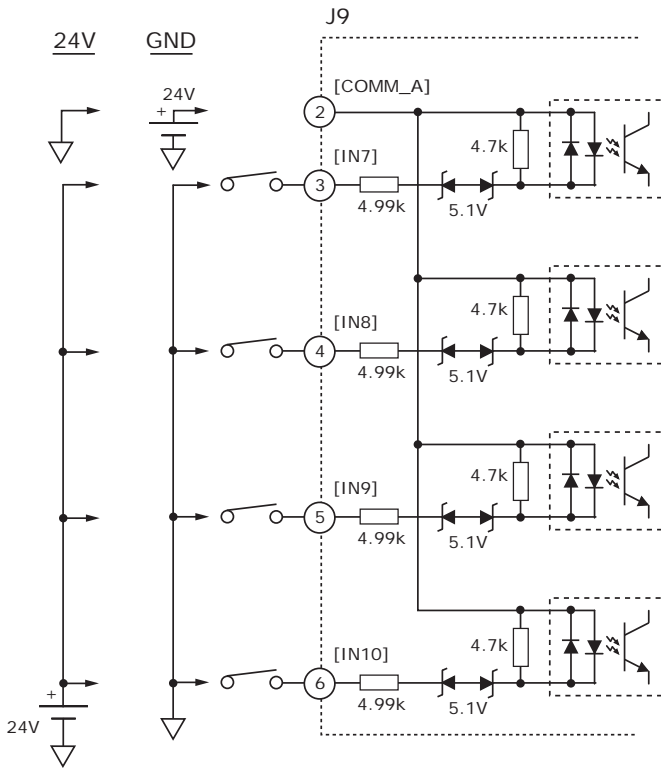 J9
24V
GND
24V
+
2
[COMM_A]
4.7k
[IN7]
3
4.99k
5.1V
4.7k
[IN8]
4
4.99k
5.1V
4.7k
[IN9]
5
4.99k
5.1V
4.7k
[IN10]
6
4.99k
5.1V
+
24V